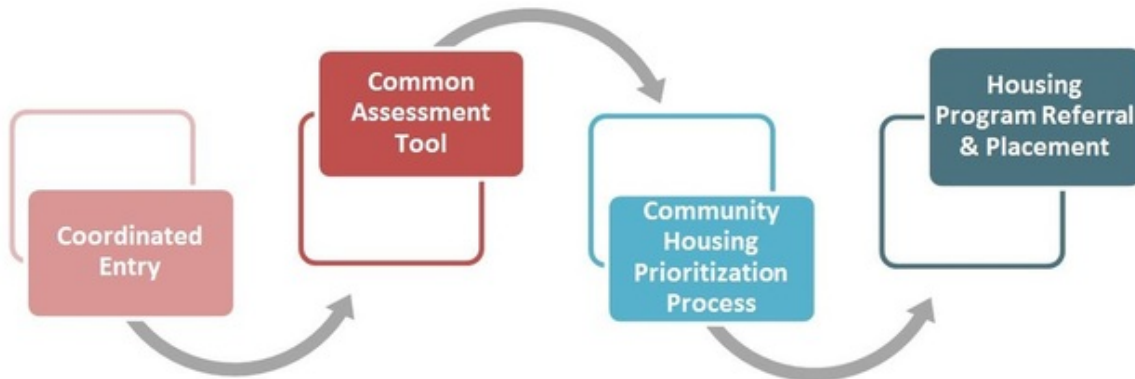 Coordinated
Entry
Common
Assessment
Tool
Community
Housing
Prioritization
Process
Housing
Program Referral
& Placement